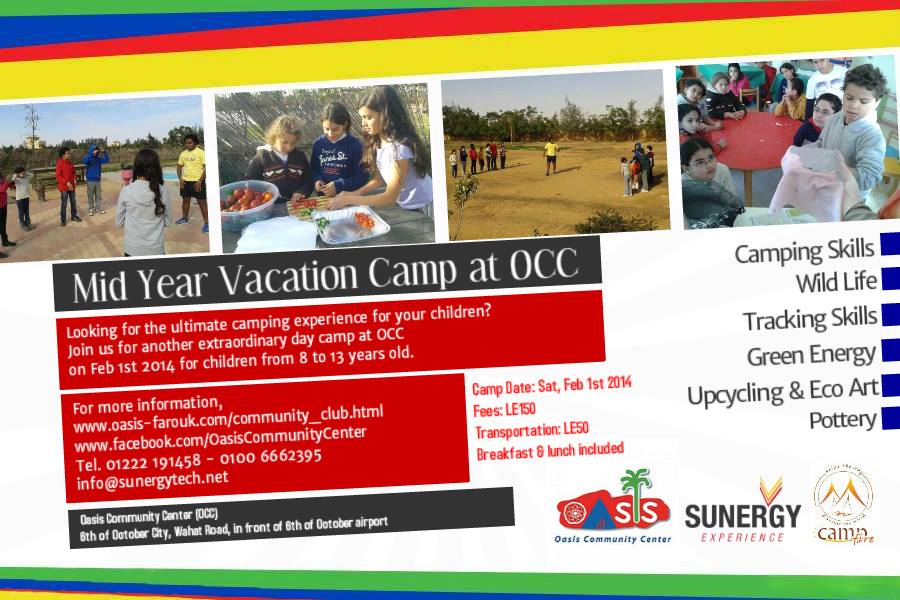 Mid Year Vacation Camp at OCC
Looking for the ultimate camping experience for your children?
Join us for another extraordinary day camp at OCC
on Feb 1st 2014 for children from 8 to 13 years old.
For more information,
www.oasis-farouk.com/community_club.html
www.facebook.com/OasisCommunityCenter
Tel. 01222 191458 - 0100 6662395
info@sunergytech.net
Camp Date: Sat, Feb 1st 2014
Fees: LE150
Transportation: LE50
Breakfast & lunch included
Camping Skills
Wild Life
Tracking Skills
Green Energy
Upcycling & Eco Art
Pottery
Oasis Community Center (OCC)
6th of October City, Wahat Road, in front of 6th of October airport
OASIS
Oasis Community Center
SUNERGY
EXPERIENCE
camp
fire